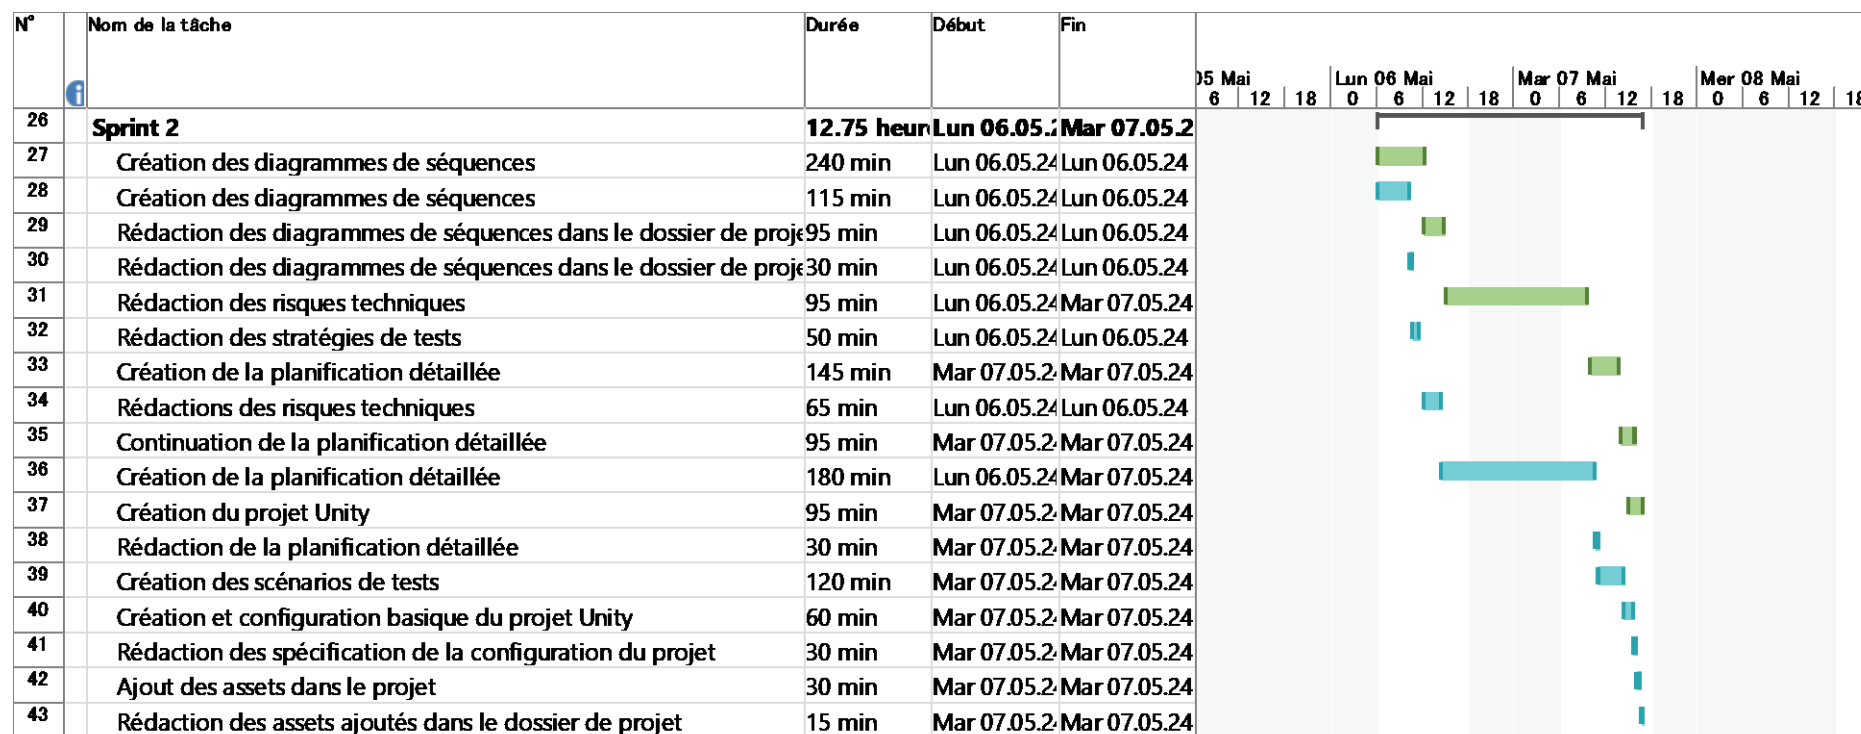 N° Nom de la tâche Durée Début Fin
05 Mai Lun 06 Mai Mar 07 Mai Mer 08 Mai
6 12 18 0 6 12 18 0 6 12 18 0 6 12 18
26 Sprint 2 12.75 heur Lun 06.05.2 Mar 07.05.2
27 Création des diagrammes de séquences 240 min Lun 06.05.24 Lun 06.05.24
28 Création des diagrammes de séquences 115 min Lun 06.05.24 Lun 06.05.24
29 Rédaction des diagrammes de séquences dans le dossier de proje 95 min Lun 06.05.24 Lun 06.05.24
30 Rédaction des diagrammes de séquences dans le dossier de proje 30 min Lun 06.05.24 Lun 06.05.24
31 Rédaction des risques techniques 95 min Lun 06.05.24 Mar 07.05.24
32 Rédaction des stratégies de tests 50 min Lun 06.05.24 Lun 06.05.24
33 Création de la planification détaillée 145 min Mar 07.05.2 Mar 07.05.24
34 Rédactions des risques techniques 65 min Lun 06.05.24 Lun 06.05.24
35 Continuation de la planification détaillée 95 min Mar 07.05.2 Mar 07.05.24
36 Création de la planification détaillée 180 min Lun 06.05.24 Mar 07.05.24
37 Création du projet Unity 95 min Mar 07.05.2 Mar 07.05.24
38 Rédaction de la planification détaillée 30 min Mar 07.05.2 Mar 07.05.24
39 Création des scénarios de tests 120 min Mar 07.05.2 Mar 07.05.24
40 Création et configuration basique du projet Unity 60 min Mar 07.05.2 Mar 07.05.24
41 Rédaction des spécification de la configuration du projet 30 min Mar 07.05.2 Mar 07.05.24
42 Ajout des assets dans le projet 30 min Mar 07.05.2 Mar 07.05.24
43 Rédaction des assets ajoutés dans le dossier de projet 15 min Mar 07.05.2 Mar 07.05.24